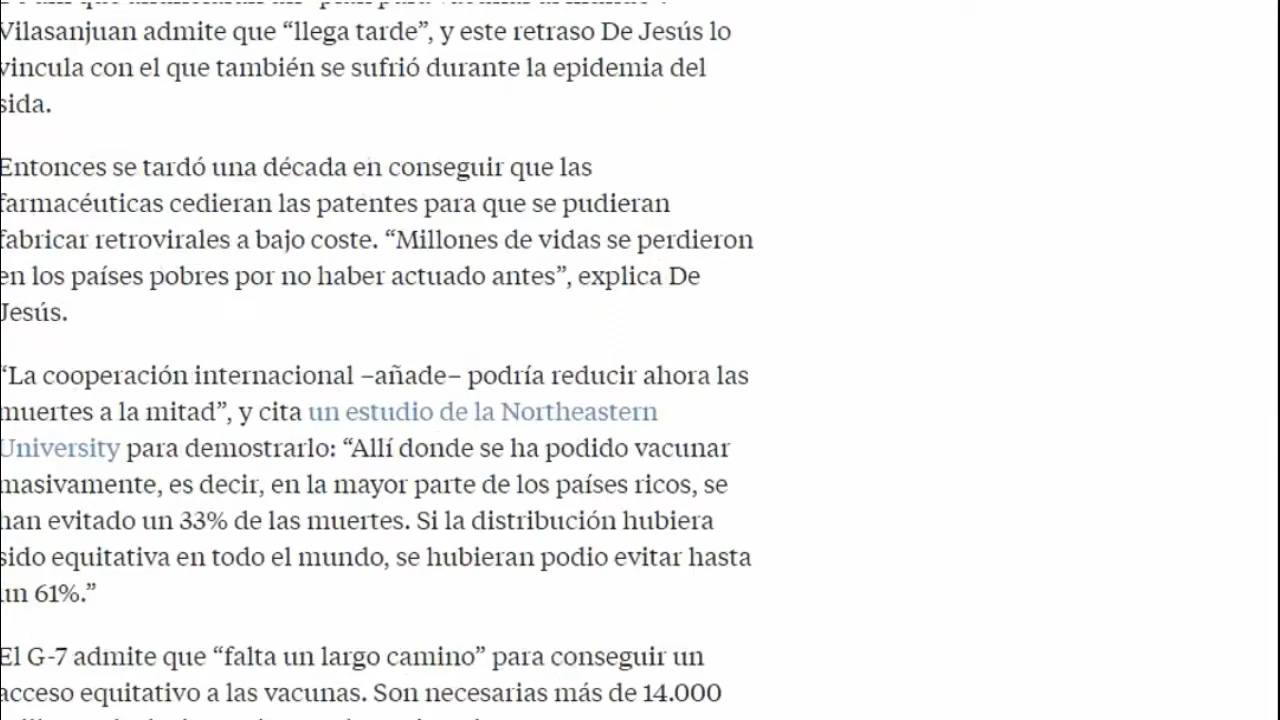 Vilasanjuan admite que “llega tarde”, y este retraso De Jesús lo
vincula con el que también se sufrió durante la epidemia del
sida.
Entonces se tardó una década en conseguir que las
farmacéuticas cedieran las patentes para que se pudieran
fabricar retrovirales a bajo coste. “Millones de vidas se perdieron
en los países pobres por no haber actuado antes”, explica De
Jesús.
“La cooperación internacional –añade– podría reducir ahora las
muertes a la mitad”, y cita un estudio de la Northeastern
University para demostrarlo: “Allí donde se ha podido vacunar
masivamente, es decir, en la mayor parte de los países ricos, se
han evitado un 33% de las muertes. Si la distribución hubiera
sido equitativa en todo el mundo, se hubieran podio evitar hasta
un 61%.”
El G-7 admite que “falta un largo camino” para conseguir un
acceso equitativo a las vacunas. Son necesarias más de 14.000